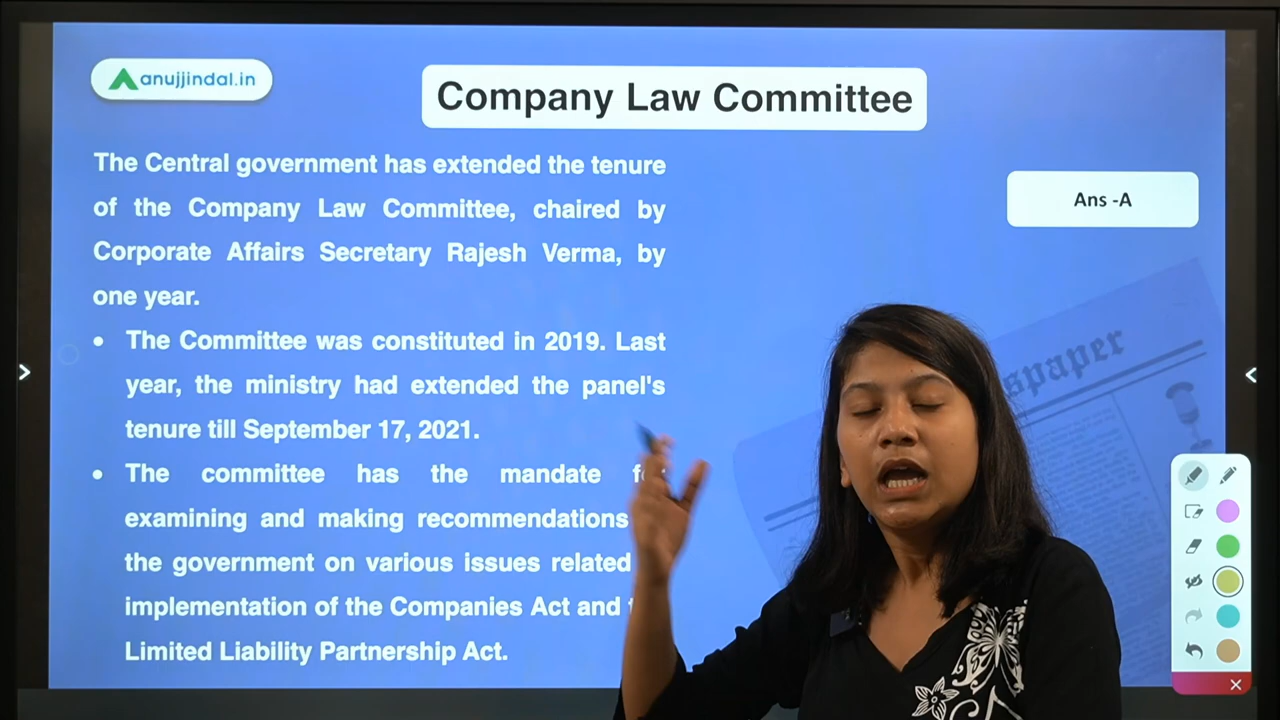 anujjindal.in
Company Law Committee
The Central government has extended the tenure
of the Company Law Committee, chaired by
Corporate Affairs Secretary Rajesh Verma, by
one year.
Ans -A
• The Committee was constituted in 2019. Last
year, the ministry had extended the panel's
tenure till September 17, 2021.
• The committee has the mandate
examining and making recommendations
the government on various issues related
implementation of the Companies Act and
Limited Liability Partnership Act.
spaper